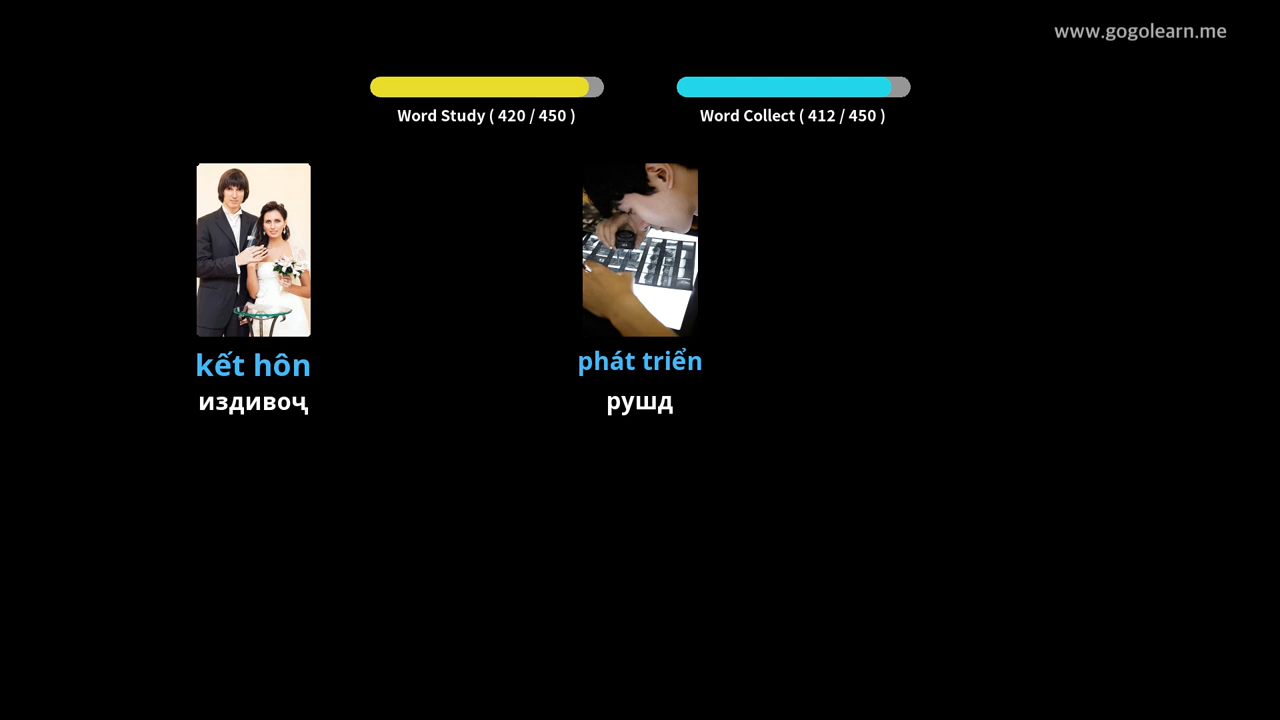 www.gogolearn.me
Word Study ( 420 / 450 )
Word Collect ( 412 / 450 )
kết hôn
издивоҷ
phát triển
рушд